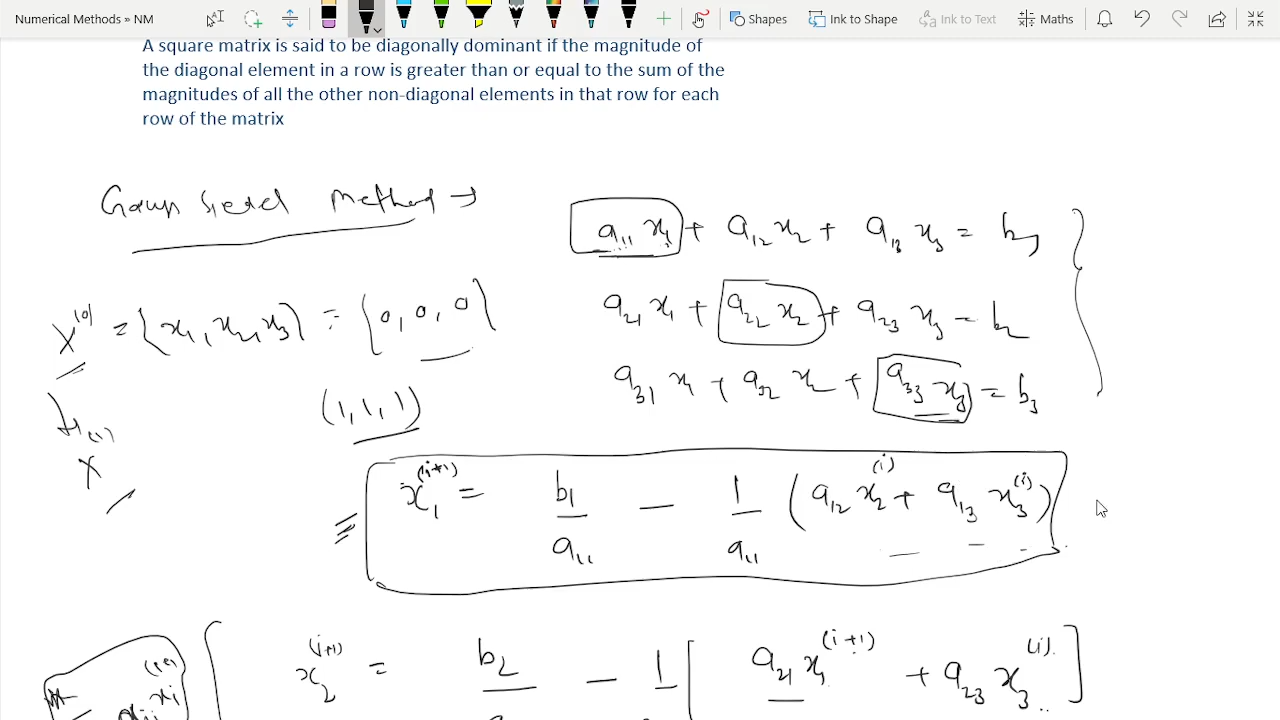 Numerical Methods » NM
Shapes
Ink to Shape
Ink to Text
Maths
A square matrix is said to be diagonally dominant if the magnitude of
the diagonal element in a row is greater than or equal to the sum of the
magnitudes of all the other non-diagonal elements in that row for each
row of the matrix
Gauss Siedel Method →
a₁₁ x₁ + a₁₂ x₂ + a₁₃ x₃ = b₁
X⁽⁰⁾ = {x₁, x₂, x₃} = {0, 0, 0}
a₂₁ x₁ + a₂₂ x₂ + a₂₃ x₃ = b₂
a₃₁ x₁ + a₃₂ x₂ + a₃₃ x₃ = b₃
(1, 1, 1)
X
x₁⁽ⁱ⁺¹⁾ = b₁/a₁₁ — 1/a₁₁ (a₁₂ x₂⁽ⁱ⁾ + a₁₃ x₃⁽ⁱ⁾)
x₂⁽ⁱ⁺¹⁾ = b₂ — 1 [a₂₁ x₁⁽ⁱ⁺¹⁾ + a₂₃ x₃⁽ⁱ⁾]